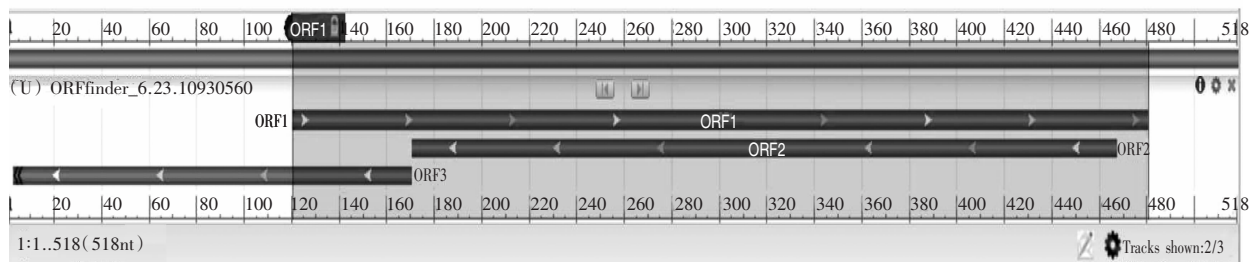 1 20 40 60 80 100 ORF1 140 160 180 200 220 240 260 280 300 320 340 360 380 400 420 440 460 480 518
(U) ORFfinder_6.23.10930560
ORF1 ORF1
ORF2 ORF2
ORF3
1 20 40 60 80 100 120 140 160 180 200 220 240 260 280 300 320 340 360 380 400 420 440 460 480 518
1:1..518(518nt) Tracks shown:2/3